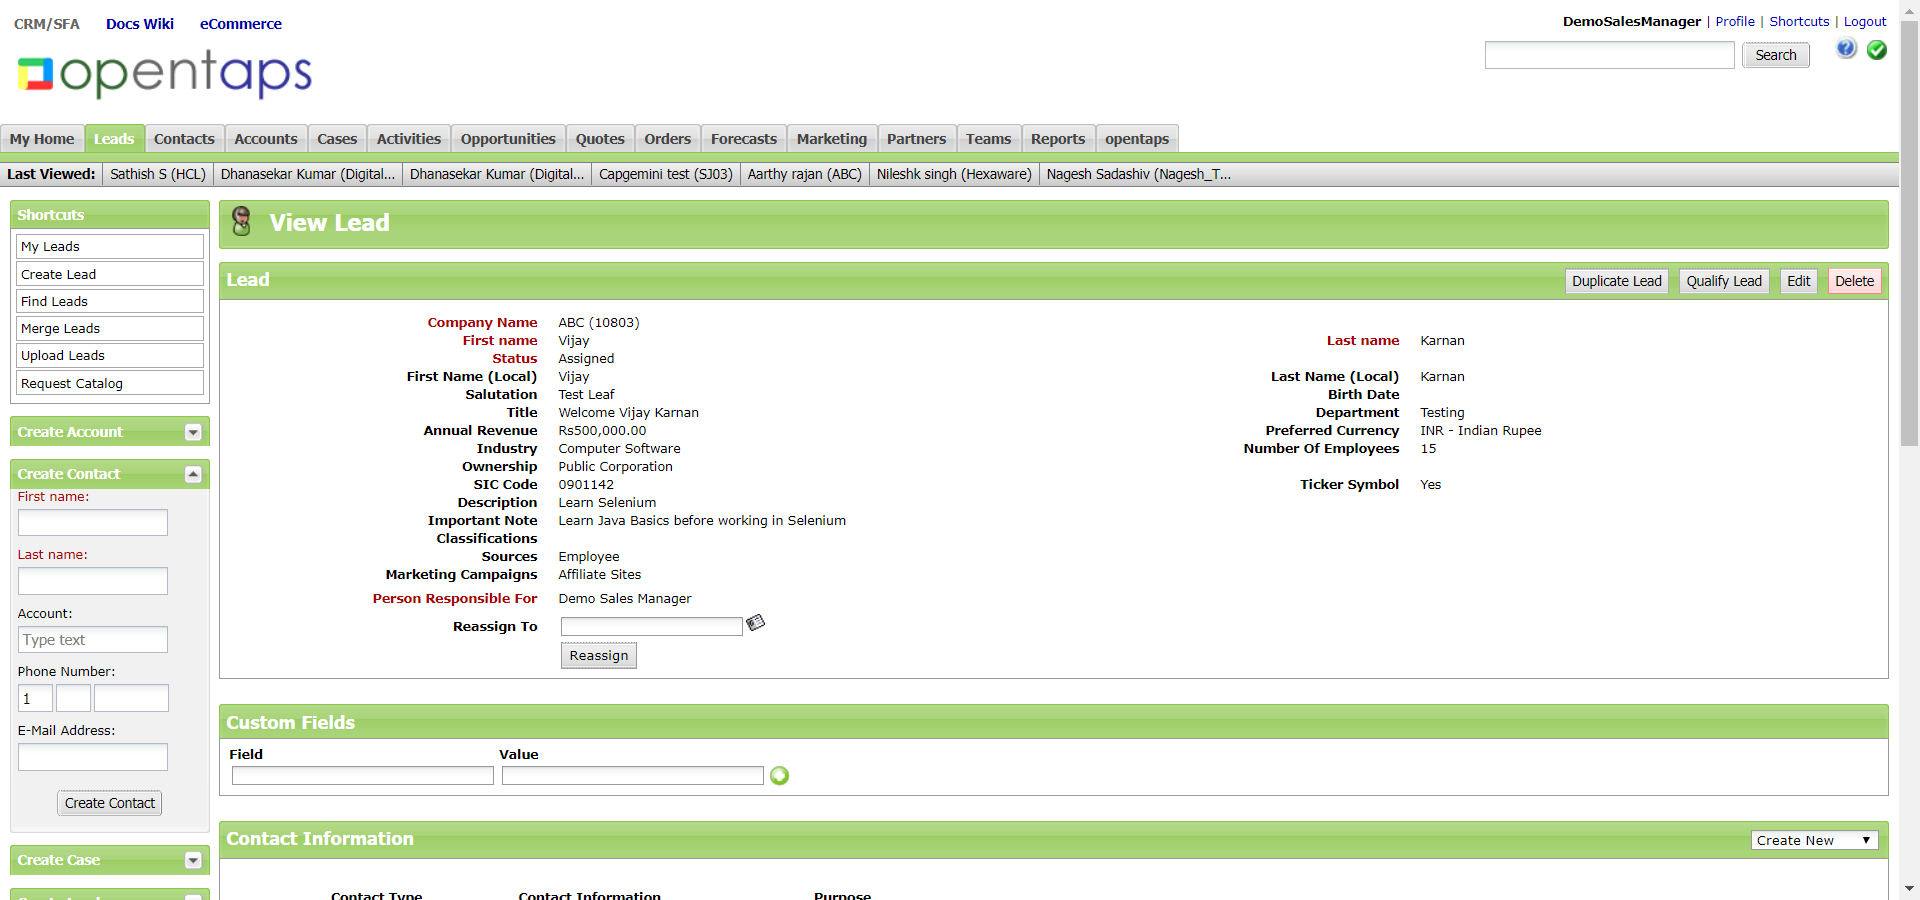 CRM/SFA Docs Wiki eCommerce
DemoSalesManager | Profile | Shortcuts | Logout
opentaps
Search
My Home Leads Contacts Accounts Cases Activities Opportunities Quotes Orders Forecasts Marketing Partners Teams Reports opentaps
Last Viewed: Sathish S (HCL) Dhanasekar Kumar (Digital... Dhanasekar Kumar (Digital... Capgemini test (SJ03) Aarthy rajan (ABC) Nileshk singh (Hexaware) Nagesh Sadashiv (Nagesh_T...
Shortcuts
My Leads
Create Lead
Find Leads
Merge Leads
Upload Leads
Request Catalog
Create Account
Create Contact
First name:
Last name:
Account:
Type text
Phone Number:
1
E-Mail Address:
Create Contact
Create Case
View Lead
Lead
Duplicate Lead Qualify Lead Edit Delete
Company Name ABC (10803)
First name Vijay Last name Karnan
Status Assigned
First Name (Local) Vijay Last Name (Local) Karnan
Salutation Test Leaf Birth Date
Title Welcome Vijay Karnan Department Testing
Annual Revenue Rs500,000.00 Preferred Currency INR - Indian Rupee
Industry Computer Software Number Of Employees 15
Ownership Public Corporation
SIC Code 0901142 Ticker Symbol Yes
Description Learn Selenium
Important Note Learn Java Basics before working in Selenium
Classifications
Sources Employee
Marketing Campaigns Affiliate Sites
Person Responsible For Demo Sales Manager
Reassign To
Reassign
Custom Fields
Field Value
Contact Information
Create New
Contact Type Contact Information Purpose